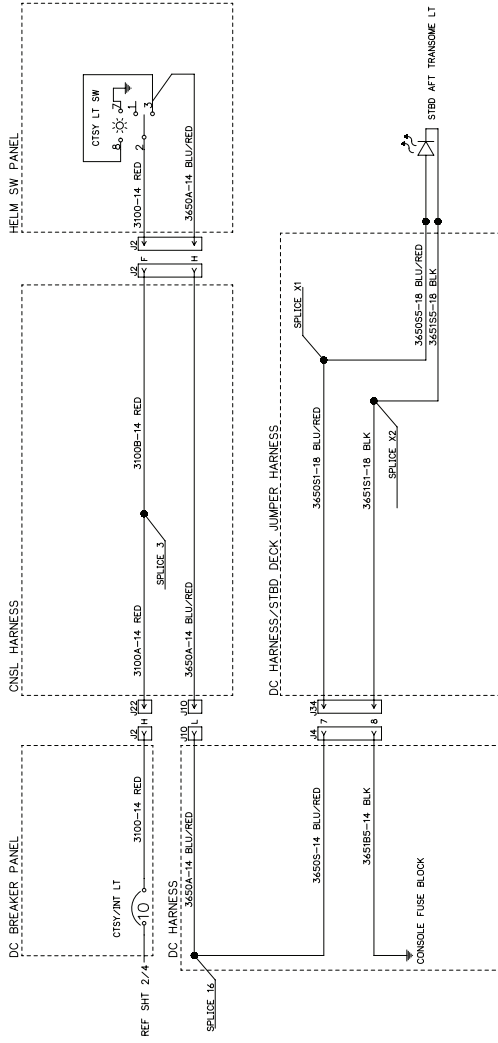 DC BREAKER PANEL
CNSL HARNESS
HELM SW PANEL
CTSY/INT LT
10
REF SHT 2/4
3100-14 RED
J2
J22
H
3100A-14 RED
SPLICE 3
3100B-14 RED
J2
J2
F
3100-14 RED
CTSY LT SW
8
7
1
2
3
DC HARNESS
3650A-14 BLU/RED
J10
J10
L
3650A-14 BLU/RED
H
3650A-14 BLU/RED
SPLICE 16
3650S-14 BLU/RED
J4
J34
7
3651B5-14 BLK
8
CONSOLE FUSE BLOCK
DC HARNESS/STBD DECK JUMPER HARNESS
3650S1-18 BLU/RED
SPLICE X1
3651S1-18 BLK
SPLICE X2
3650S5-18 BLU/RED
3651S5-18 BLK
STBD AFT TRANSOME LT